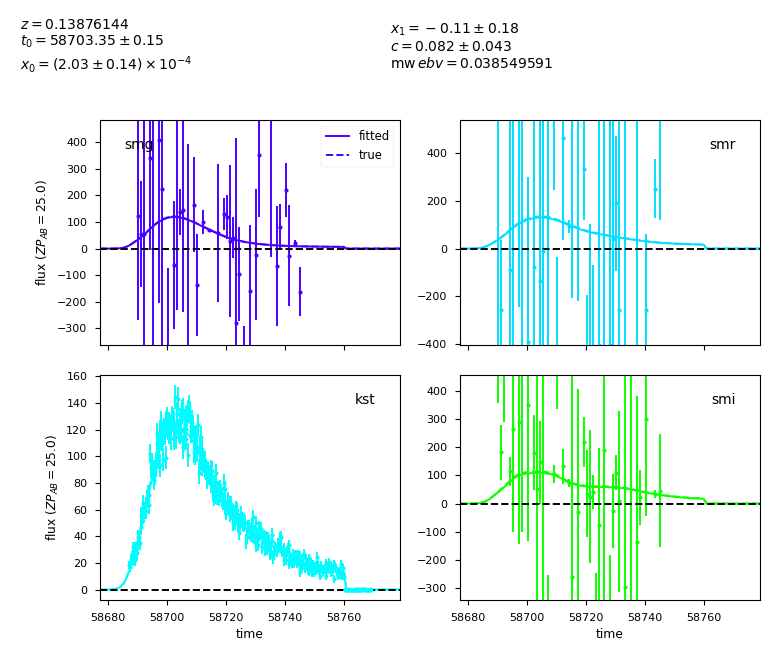 z = 0.13876144
t₀ = 58703.35 ± 0.15
x₀ = (2.03 ± 0.14) × 10⁻⁴
x₁ = −0.11 ± 0.18
c = 0.082 ± 0.043
mw ebv = 0.038549591
smg
fitted
true
400
300
200
100
0
−100
−200
−300
flux (ZP_AB = 25.0)
smr
400
200
0
−200
−400
kst
160
140
120
100
80
60
40
20
0
flux (ZP_AB = 25.0)
58680 58700 58720 58740 58760
time
smi
400
300
200
100
0
−100
−200
−300
58680 58700 58720 58740 58760
time